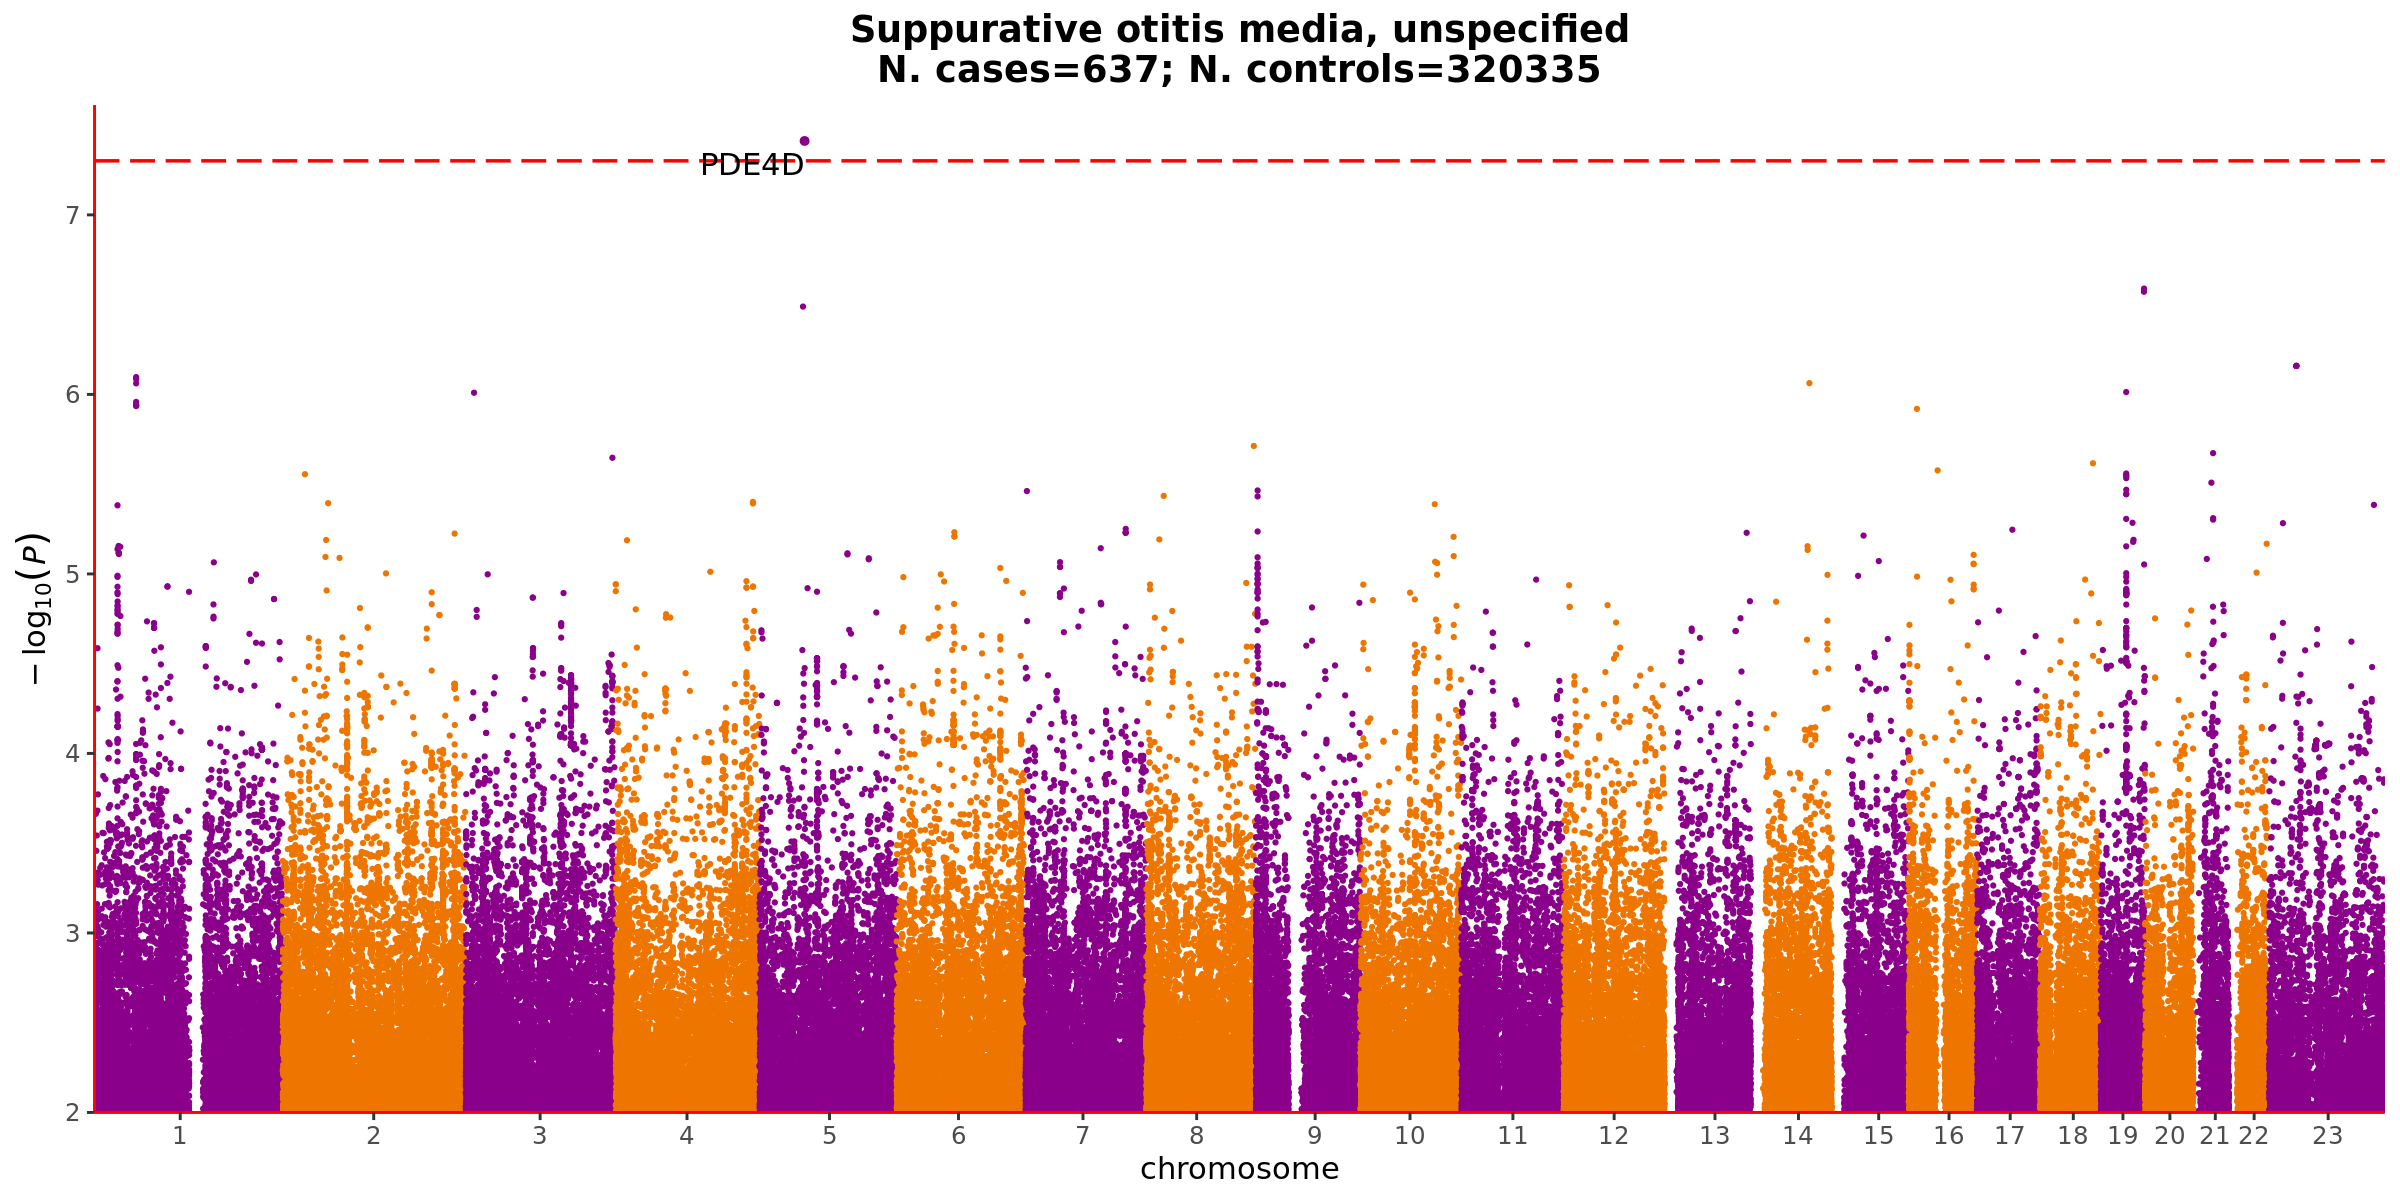 Suppurative otitis media, unspecified
N. cases=637; N. controls=320335
PDE4D
7
6
5
4
3
2
−log10(P)
1 2 3 4 5 6 7 8 9 10 11 12 13 14 15 16 17 18 19 20 21 22 23
chromosome